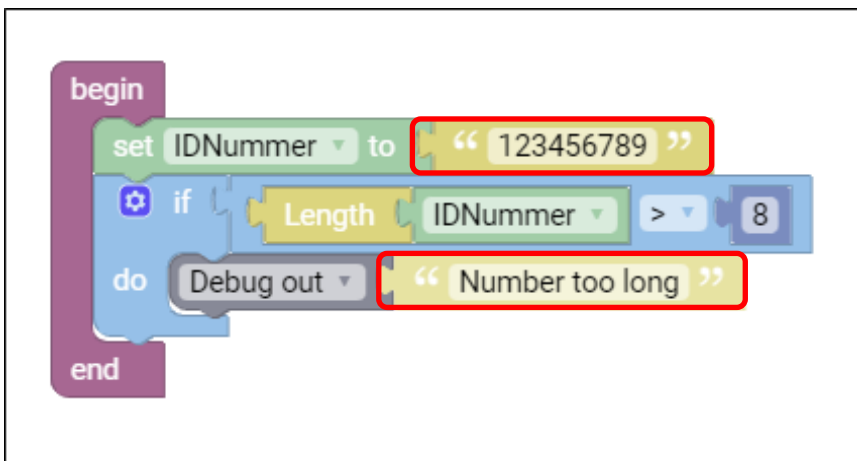 begin
set IDNummer to “ 123456789 ”
if Length IDNummer > 8
do Debug out “ Number too long ”
end